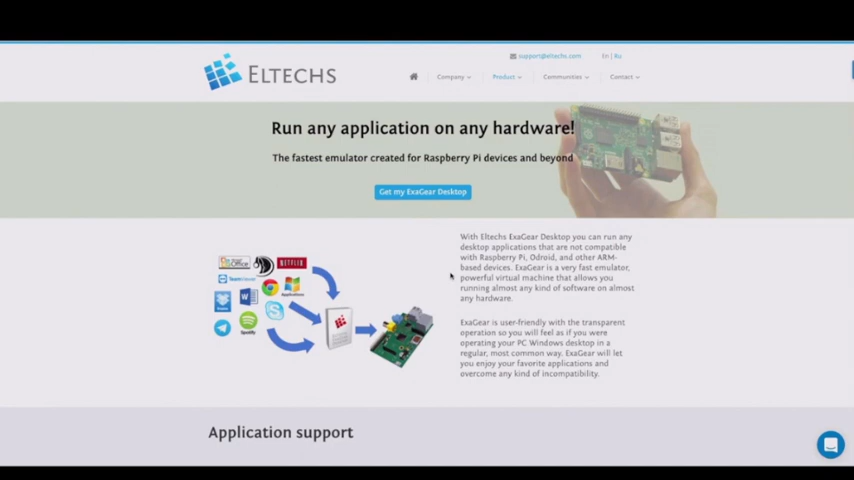 support@eltechs.com
En | Ru
ELTECHS
Company
Product
Communities
Contact
Run any application on any hardware!
The fastest emulator created for Raspberry Pi devices and beyond
Get my ExaGear Desktop
With Eltechs ExaGear Desktop you can run any
desktop applications that are not compatible
with Raspberry Pi, Odroid, and other ARM-
based devices. ExaGear is a very fast emulator,
powerful virtual machine that allows you
running almost any kind of software on almost
any hardware.
Office
NETFLIX
TeamViewer
Applications
Spotify
ExaGear is user-friendly with the transparent
operation so you will feel as if you were
operating your PC Windows desktop in a
regular, most common way. ExaGear will let
you enjoy your favorite applications and
overcome any kind of incompatibility.
Application support